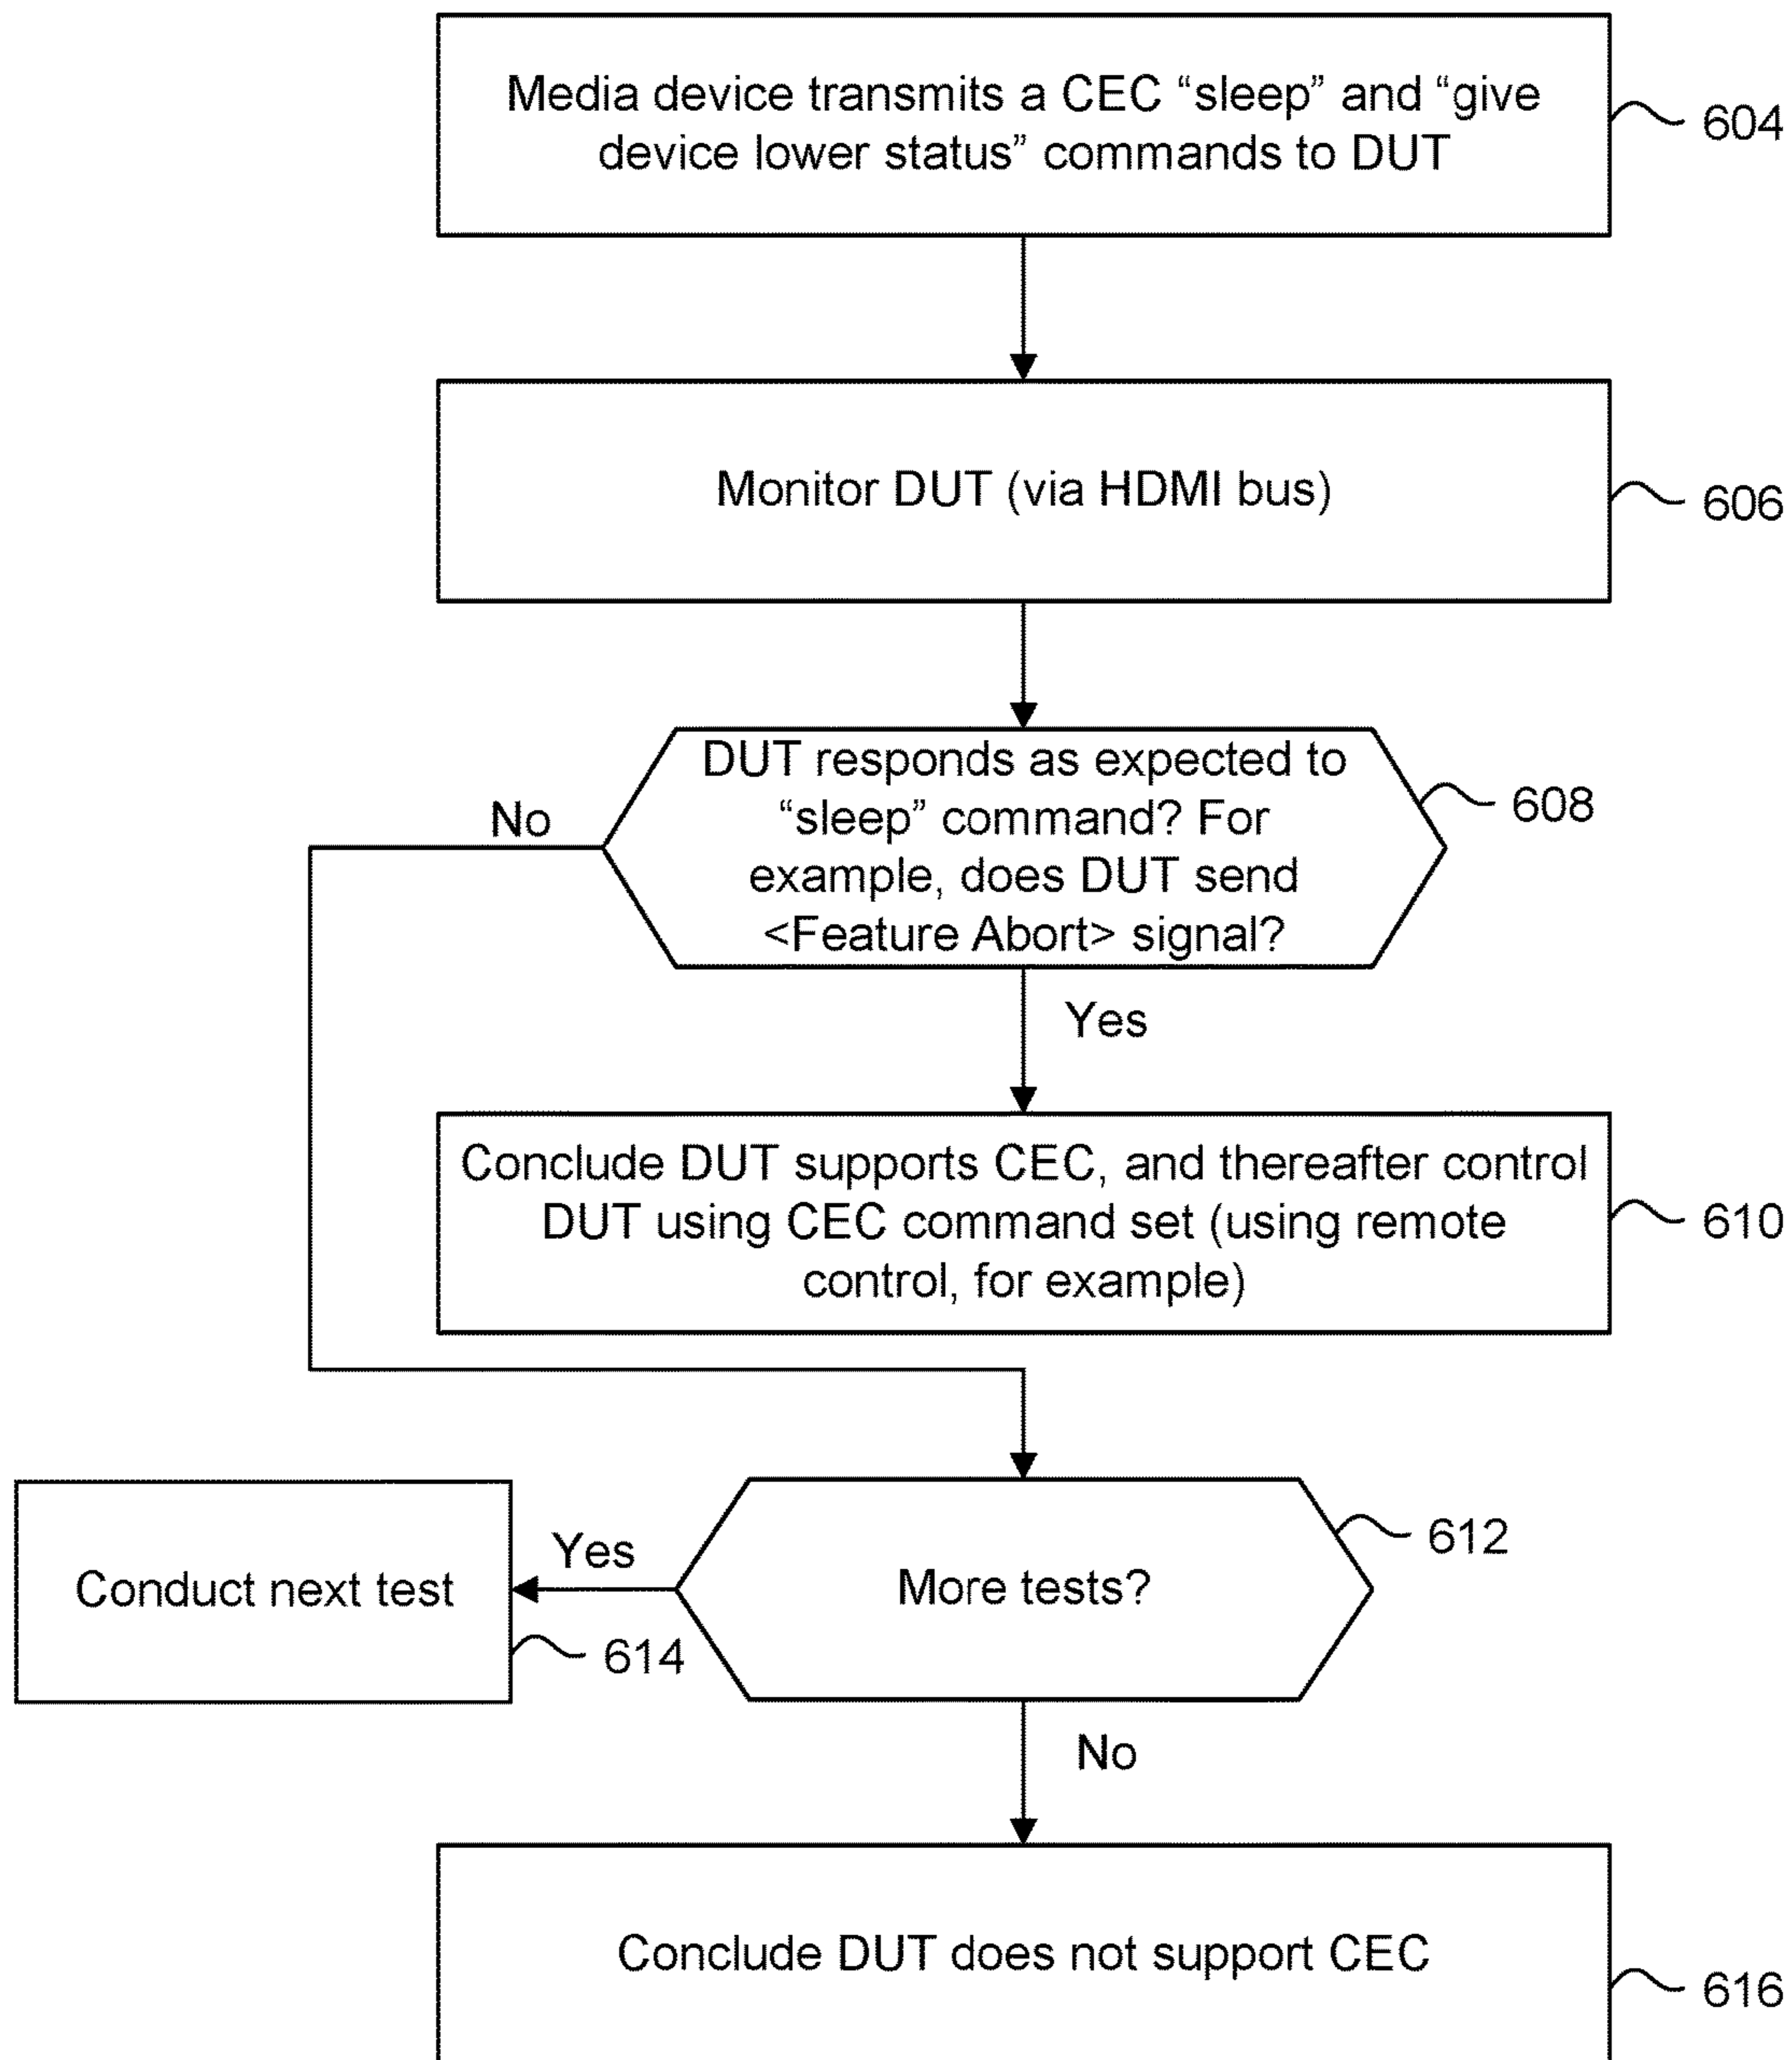 Media device transmits a CEC “sleep” and “give
device lower status” commands to DUT
604
Monitor DUT (via HDMI bus)
606
DUT responds as expected to
“sleep” command? For
example, does DUT send
<Feature Abort> signal?
608
No
Yes
Conclude DUT supports CEC, and thereafter control
DUT using CEC command set (using remote
control, for example)
610
More tests?
612
Yes
Conduct next test
614
No
Conclude DUT does not support CEC
616